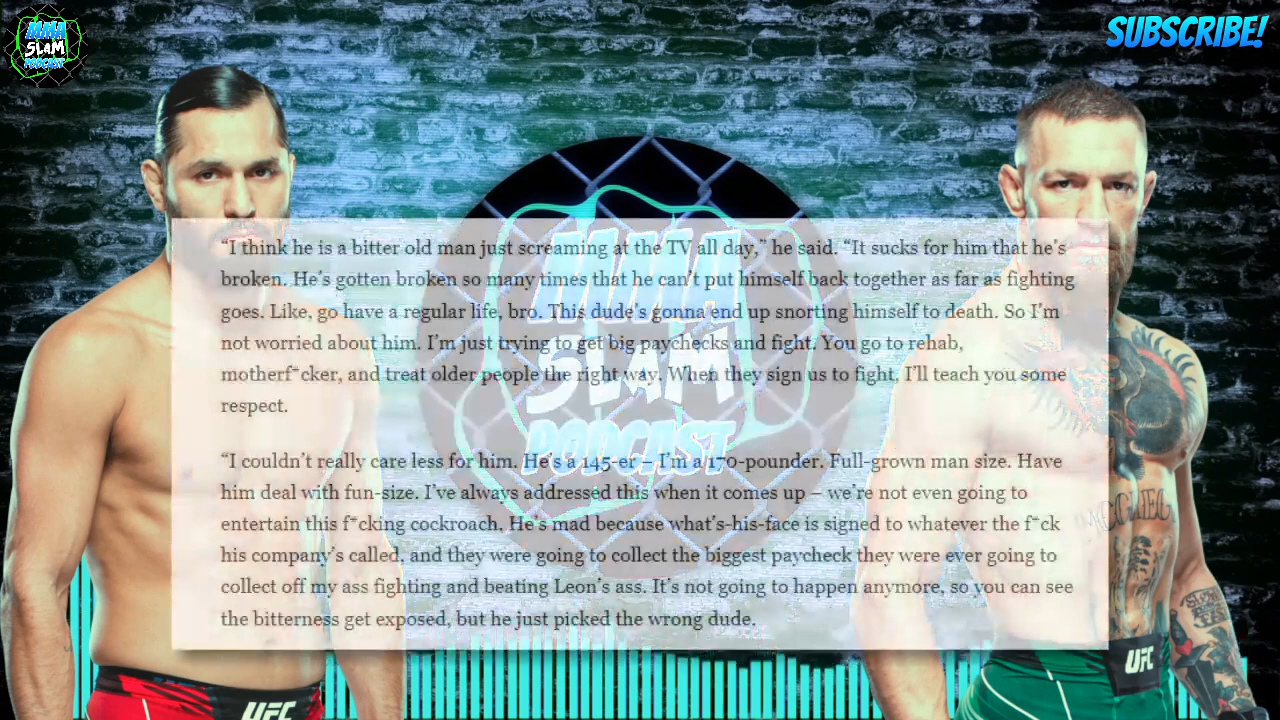 MMA
SLAM
PODCAST
SUBSCRIBE!
“I think he is a bitter old man just screaming at the TV all day,” he said. “It sucks for him that he’s
broken. He’s gotten broken so many times that he can’t put himself back together as far as fighting
goes. Like, go have a regular life, bro. This dude’s gonna end up snorting himself to death. So I’m
not worried about him. I’m just trying to get big paychecks and fight. You go to rehab,
motherf*cker, and treat older people the right way. When they sign us to fight, I’ll teach you some
respect.
“I couldn’t really care less for him. He’s a 145-er – I’m a 170-pounder. Full-grown man size. Have
him deal with fun-size. I’ve always addressed this when it comes up – we’re not even going to
entertain this f*cking cockroach. He’s mad because what’s-his-face is signed to whatever the f*ck
his company’s called, and they were going to collect the biggest paycheck they were ever going to
collect off my ass fighting and beating Leon’s ass. It’s not going to happen anymore, so you can see
the bitterness get exposed, but he just picked the wrong dude.
MMA
SLAM
PODCAST
UFC
UFC